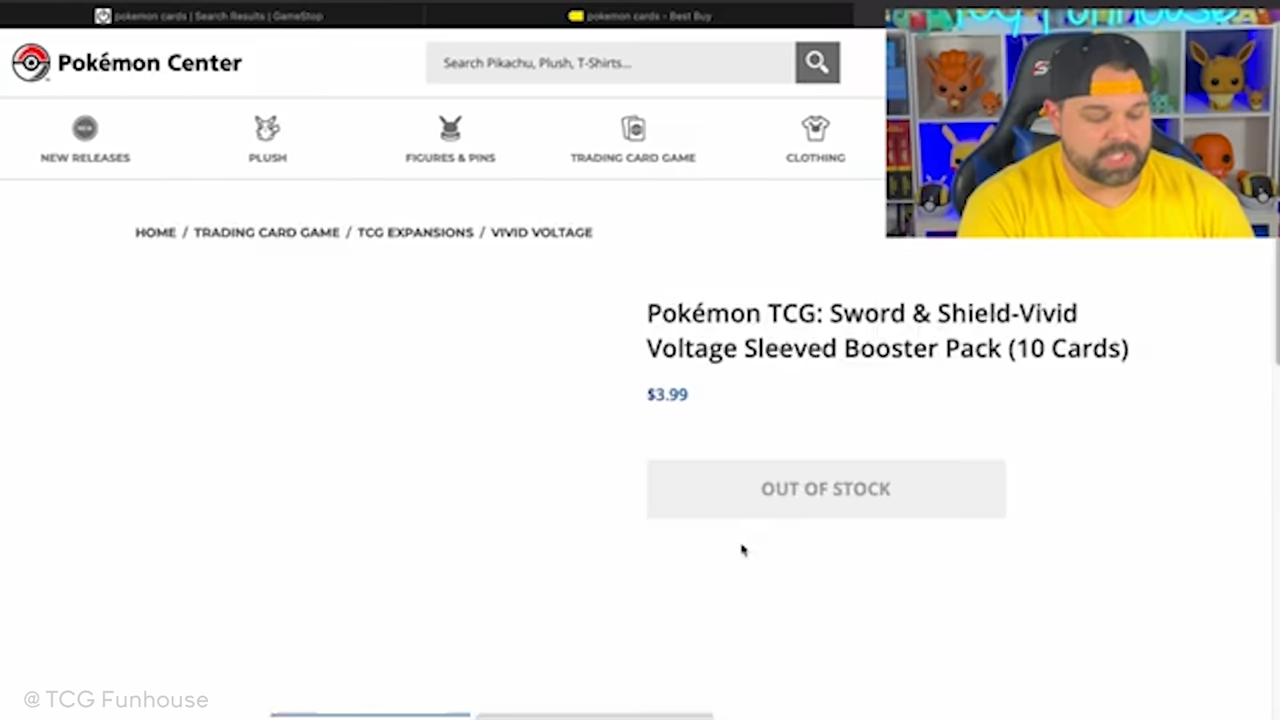 pokemon cards | Search Results | GameStop
pokemon cards - Best Buy
Pokémon Center
Search Pikachu, Plush, T-Shirts...
NEW
NEW RELEASES
PLUSH
FIGURES & PINS
TRADING CARD GAME
CLOTHING
TCG Funhouse
HOME / TRADING CARD GAME / TCG EXPANSIONS / VIVID VOLTAGE
Pokémon TCG: Sword & Shield-Vivid
Voltage Sleeved Booster Pack (10 Cards)
$3.99
OUT OF STOCK
@ TCG Funhouse